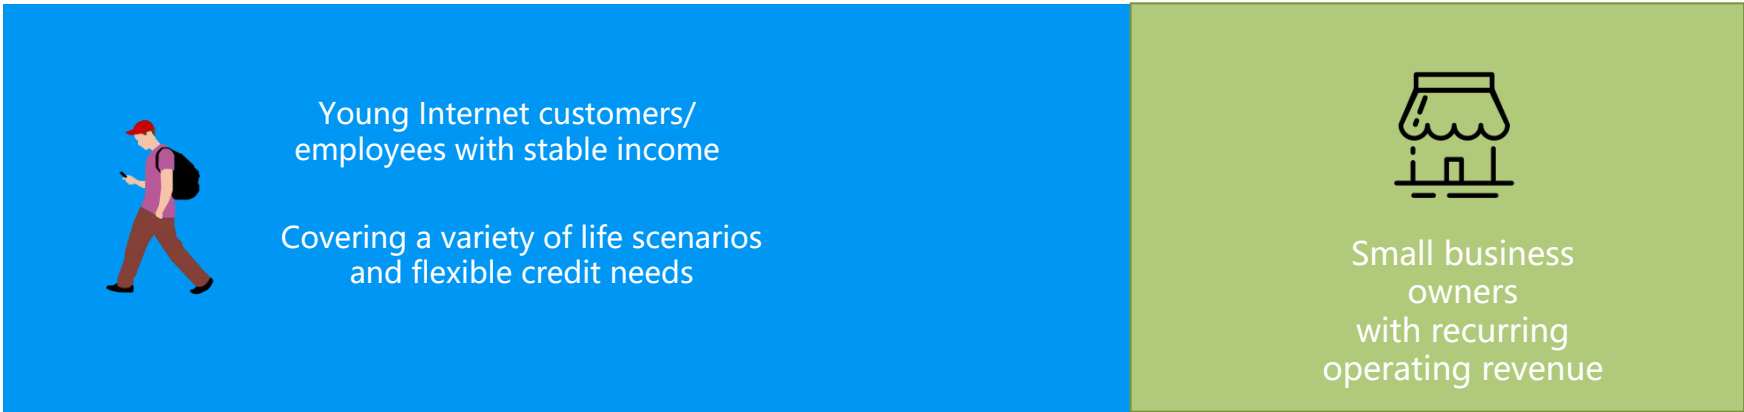 Young Internet customers/
employees with stable income
Covering a variety of life scenarios
and flexible credit needs
Small business
owners
with recurring
operating revenue